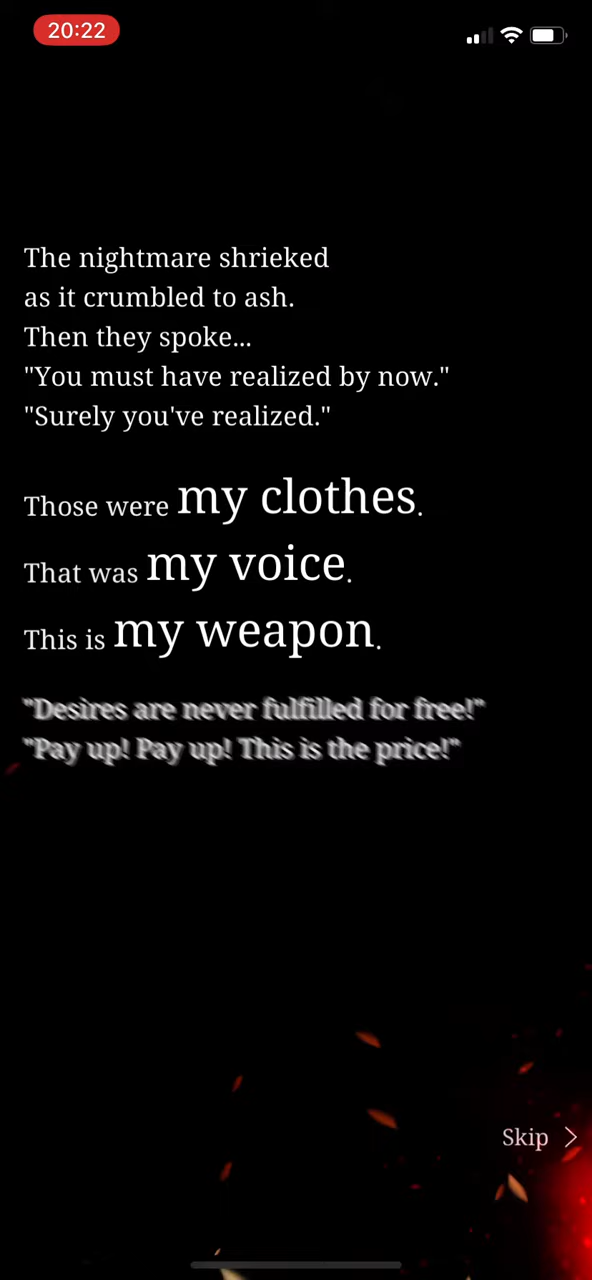 20:22
The nightmare shrieked
as it crumbled to ash.
Then they spoke...
"You must have realized by now."
"Surely you've realized."
Those were my clothes.
That was my voice.
This is my weapon.
"Desires are never fulfilled for free!"
"Pay up! Pay up! This is the price!"
Skip